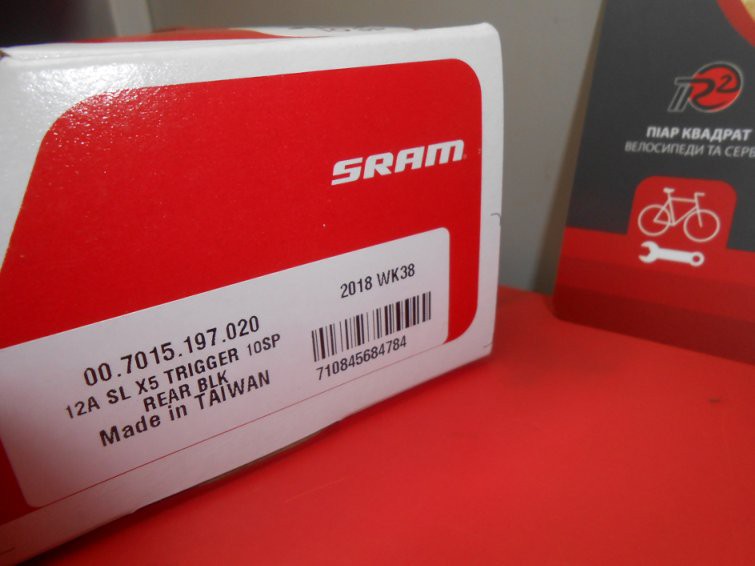 SRAM
2018 WK38
00.7015.197.020
12A SL X5 TRIGGER 10SP
REAR BLK
Made in TAIWAN
710845684784
R2
ПІАР КВАДРАТ
ВЕЛОСИПЕДИ ТА